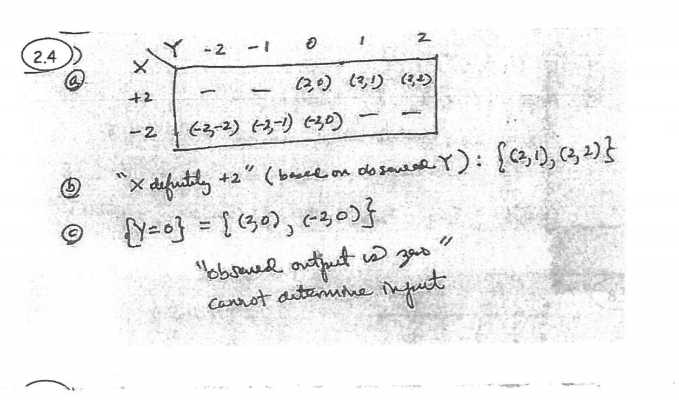 2.4)
Y -2 -1 0 1 2
X
(a)
+2 — — (2,0) (2,1) (2,2)
-2 (-2,-2) (-2,-1) (-2,0) — —
(b) "X definitely +2" (based on observed Y): {(2,1), (2,2)}
(c) {Y=0} = {(2,0), (-2,0)}
"observed output is zero"
cannot determine input